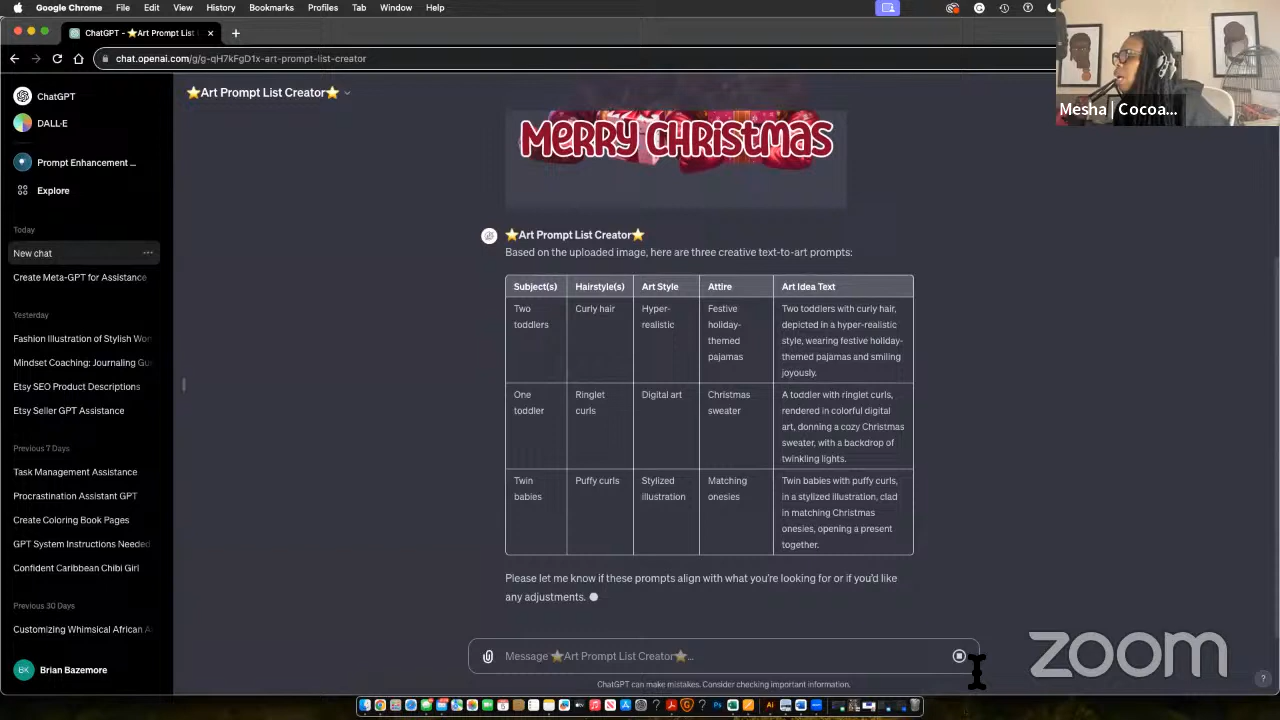 Chrome File Edit View History Bookmarks Profiles Tab Window Help
ChatGPT - ⭐Art Prompt List
chat.openai.com/g/g-qH7kFgD1x-art-prompt-list-creator
Mesha | Cocoa...
ChatGPT
DALL·E
Prompt Enhancement ...
Explore
Today
New chat
Create Meta-GPT for Assistance
Yesterday
Fashion Illustration of Stylish Wom
Mindset Coaching: Journaling Gu
Etsy SEO Product Descriptions
Etsy Seller GPT Assistance
Previous 7 Days
Task Management Assistance
Procrastination Assistant GPT
Create Coloring Book Pages
GPT System Instructions Needed
Confident Caribbean Chibi Girl
Previous 30 Days
Customizing Whimsical African A
BK Brian Bazemore
⭐Art Prompt List Creator⭐
MERRY CHRISTMAS
⭐Art Prompt List Creator⭐
Based on the uploaded image, here are three creative text-to-art prompts:
Subject(s) Hairstyle(s) Art Style Attire Art Idea Text
Two toddlers
Curly hair
Hyper-
realistic
Festive
holiday-
themed
pajamas
Two toddlers with curly hair,
depicted in a hyper-realistic
style, wearing festive holiday-
themed pajamas and smiling
joyously.
One
toddler
Ringlet
curls
Digital art
Christmas
sweater
A toddler with ringlet curls,
rendered in colorful digital
art, donning a cozy Christmas
sweater, with a backdrop of
twinkling lights.
Twin
babies
Puffy curls
Stylized
illustration
Matching
onesies
Twin babies with puffy curls,
in a stylized illustration, clad
in matching Christmas
onesies, opening a present
together.
Please let me know if these prompts align with what you're looking for or if you'd like
any adjustments.
Message ⭐Art Prompt List Creator⭐...
ChatGPT can make mistakes. Consider checking important information.
?
zoom